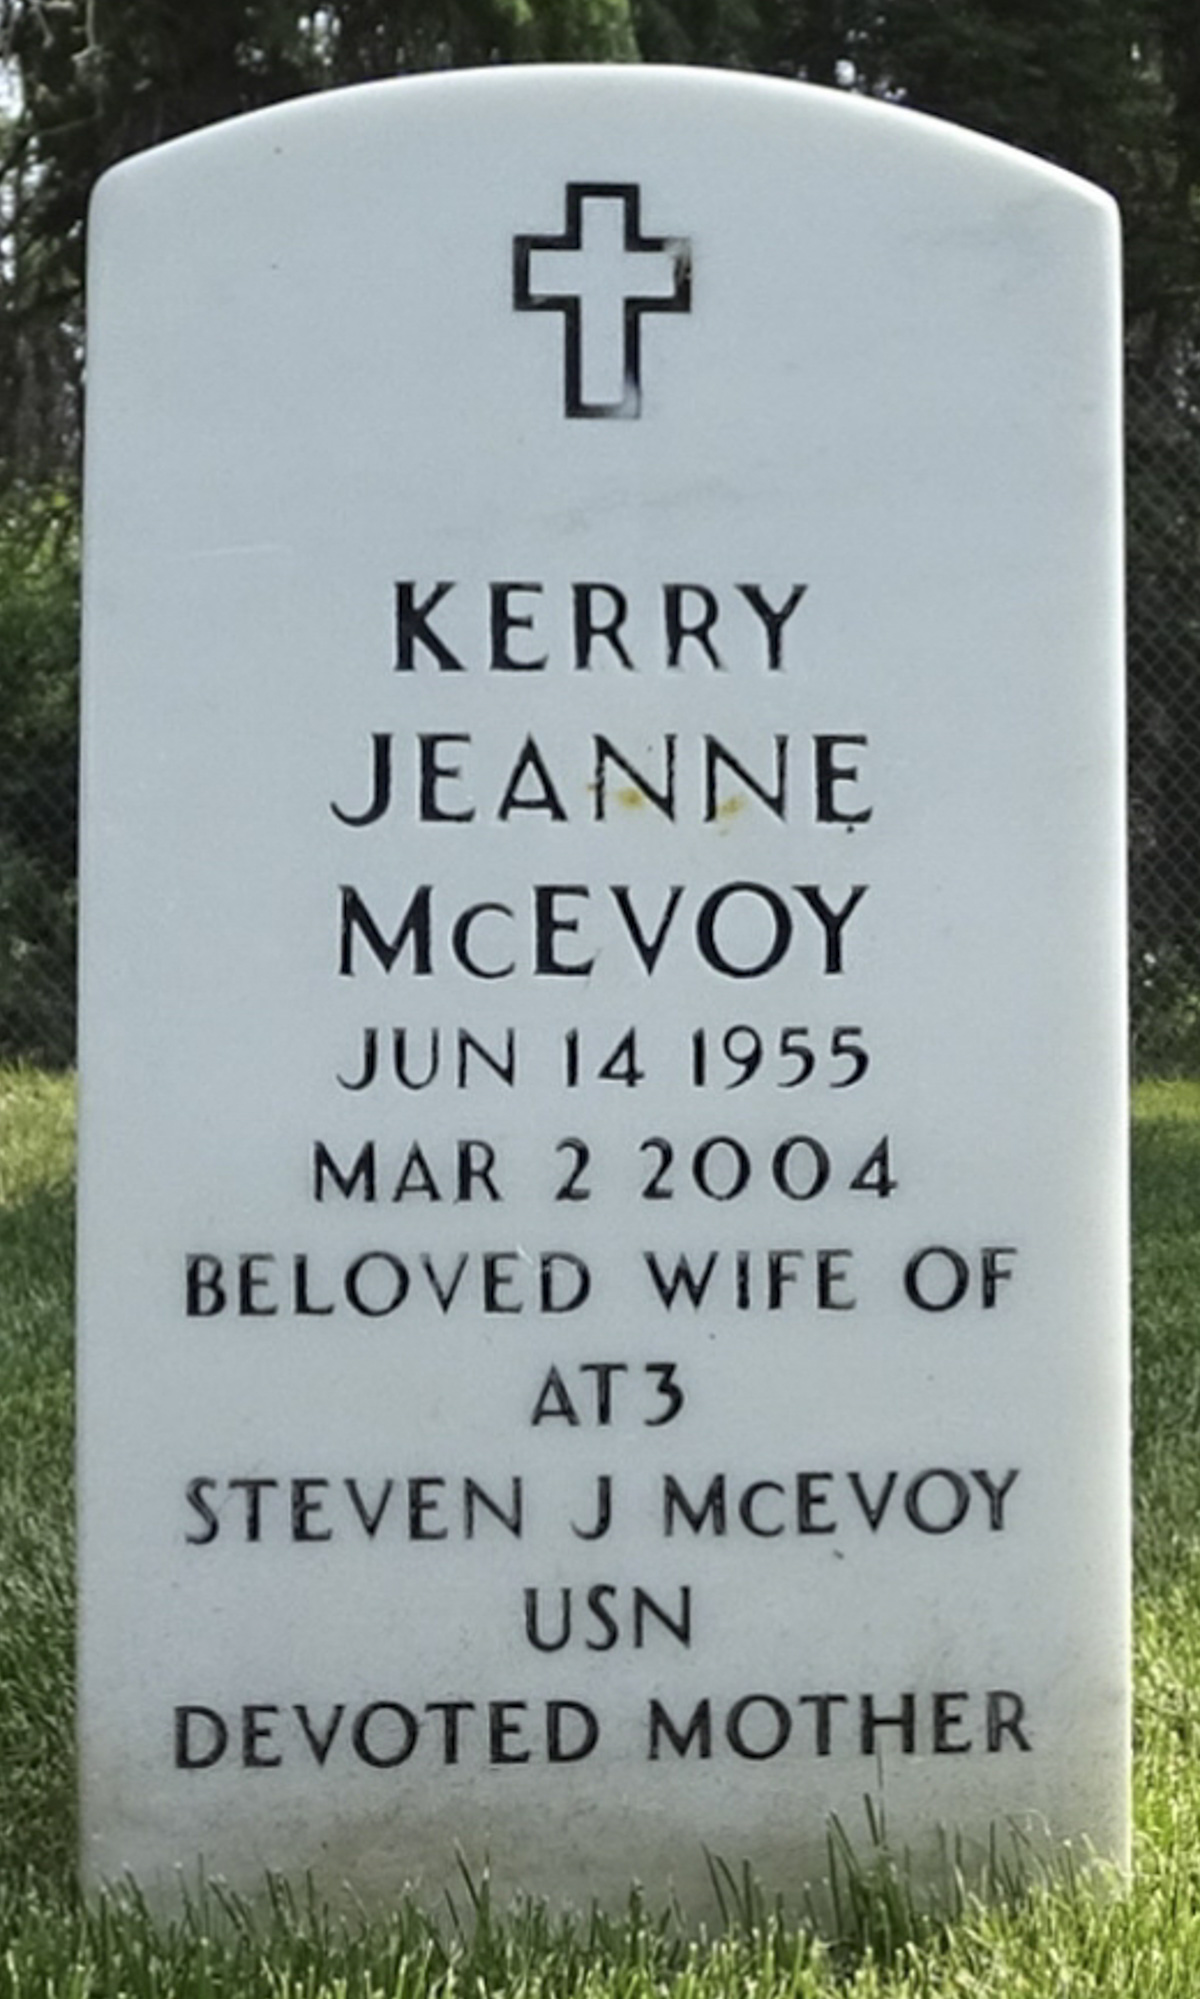 KERRY
JEANNE
McEVOY
JUN 14 1955
MAR 2 2004
BELOVED WIFE OF
AT3
STEVEN J McEVOY
USN
DEVOTED MOTHER